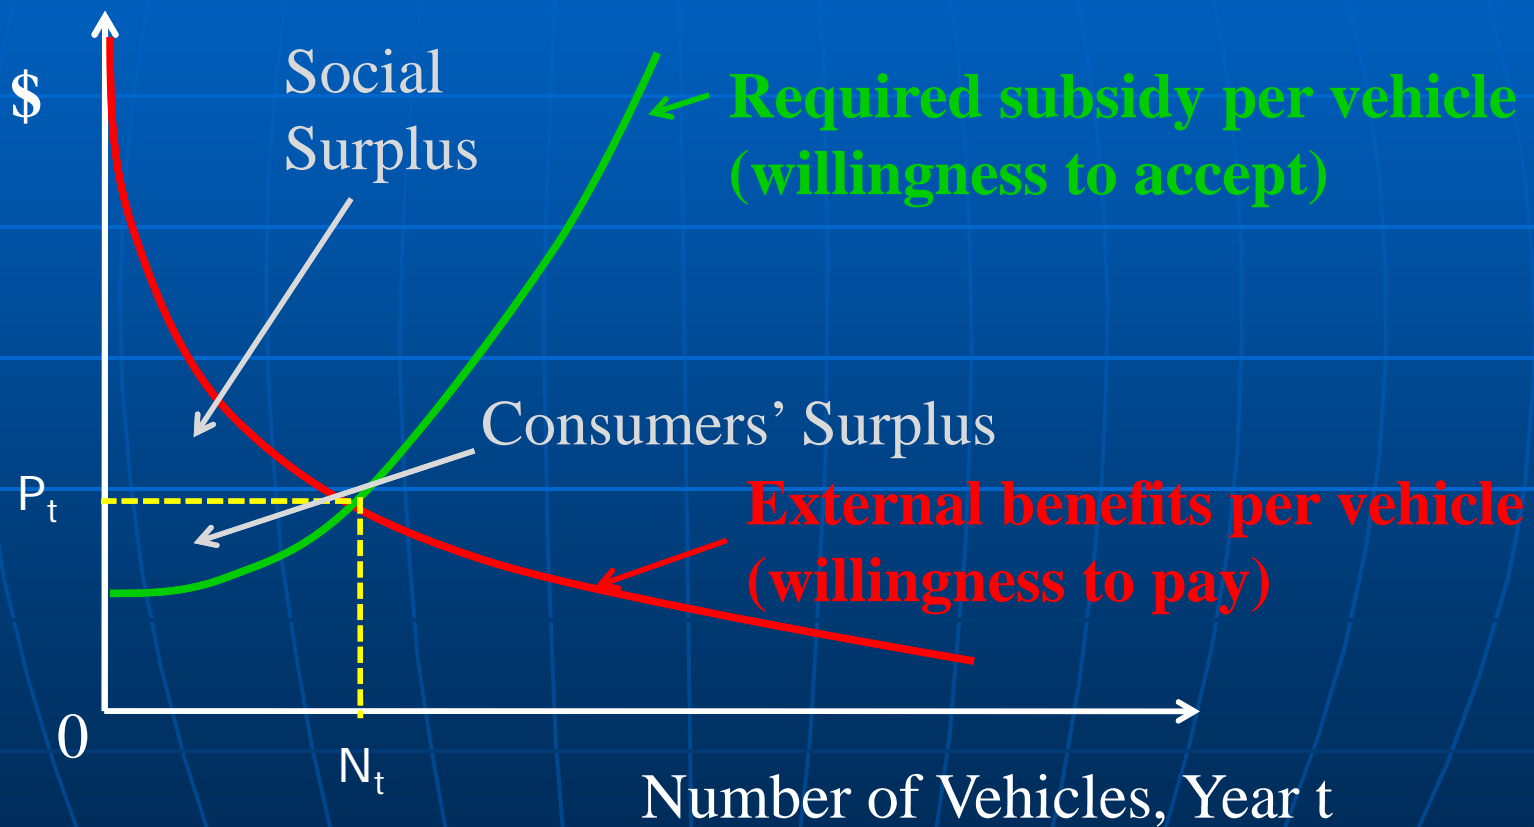 $
Social
Surplus
Required subsidy per vehicle
(willingness to accept)
Consumers’ Surplus
Pt
External benefits per vehicle
(willingness to pay)
0
Nt
Number of Vehicles, Year t